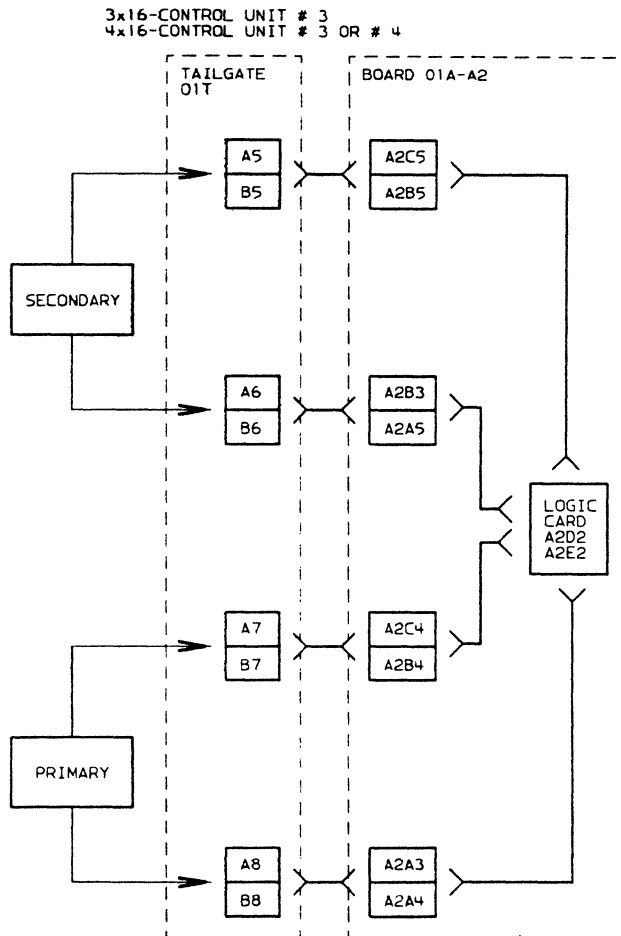 3x16-CONTROL UNIT # 3
4x16-CONTROL UNIT # 3 OR # 4
TAILGATE
01T
BOARD 01A-A2
A5
B5
A2C5
A2B5
SECONDARY
A6
B6
A2B3
A2A5
LOGIC
CARD
A2D2
A2E2
A7
B7
A2C4
A2B4
PRIMARY
A8
B8
A2A3
A2A4